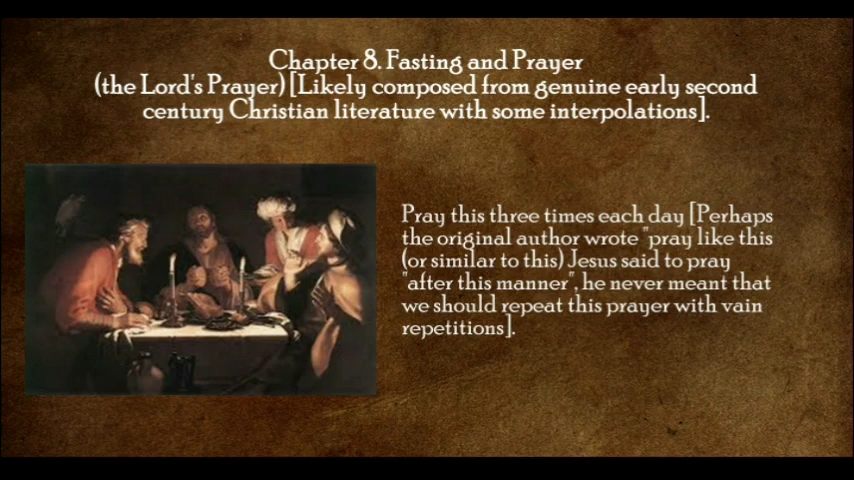 Chapter 8. Fasting and Prayer
(the Lord's Prayer) [Likely composed from genuine early second
century Christian literature with some interpolations].
Pray this three times each day [Perhaps
the original author wrote "pray like this
(or similar to this) Jesus said to pray
"after this manner", he never meant that
we should repeat this prayer with vain
repetitions].